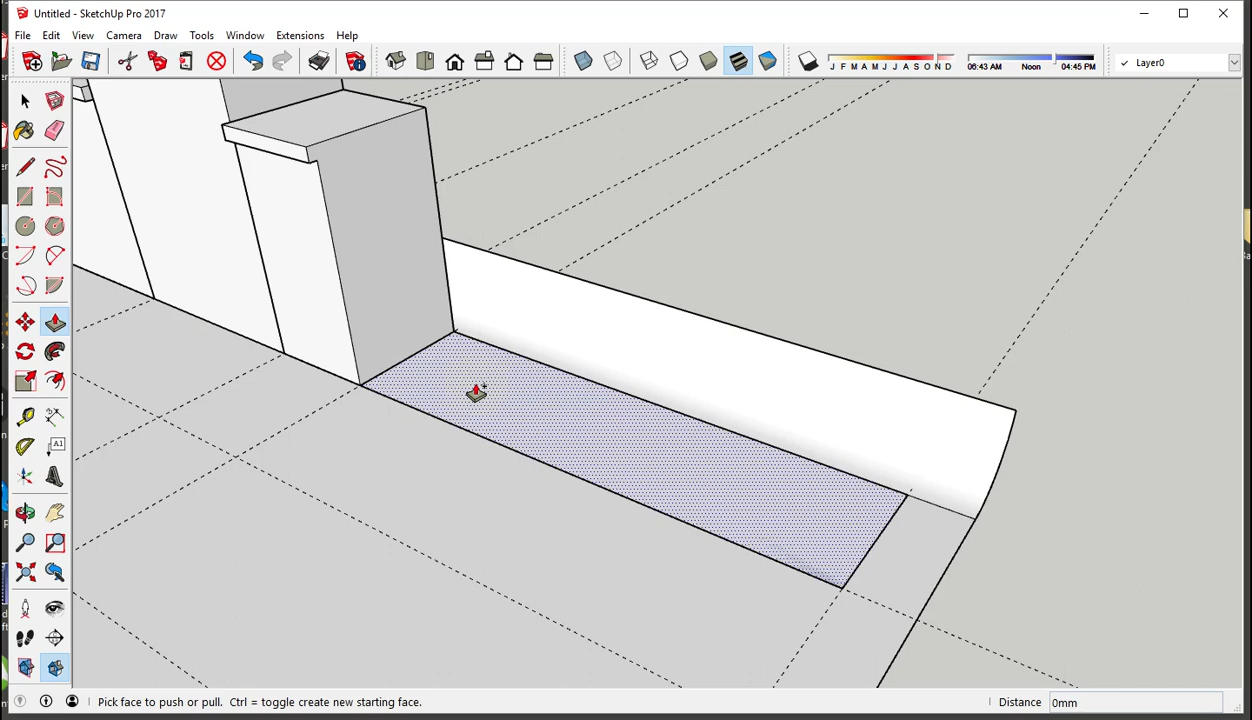 Untitled - SketchUp Pro 2017
File Edit View Camera Draw Tools Window Extensions Help
J F M A M J J A S O N D
06:43 AM Noon 04:45 PM
✓ Layer0
A1
Pick face to push or pull. Ctrl = toggle create new starting face.
Distance 0mm